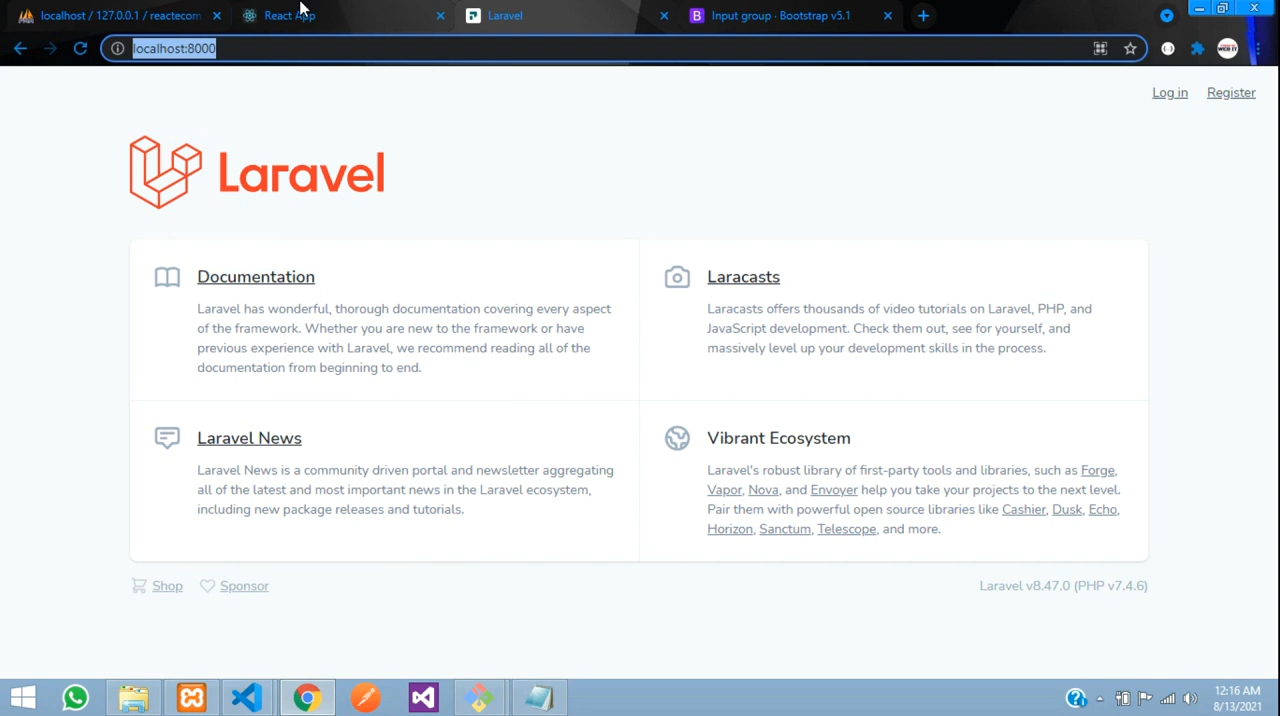 localhost / 127.0.0.1 / reactecom
React App
Laravel
Input group · Bootstrap v5.1
localhost:8000
Log in
Register
Laravel
Documentation
Laravel has wonderful, thorough documentation covering every aspect
of the framework. Whether you are new to the framework or have
previous experience with Laravel, we recommend reading all of the
documentation from beginning to end.
Laracasts
Laracasts offers thousands of video tutorials on Laravel, PHP, and
JavaScript development. Check them out, see for yourself, and
massively level up your development skills in the process.
Laravel News
Laravel News is a community driven portal and newsletter aggregating
all of the latest and most important news in the Laravel ecosystem,
including new package releases and tutorials.
Vibrant Ecosystem
Laravel's robust library of first-party tools and libraries, such as Forge,
Vapor, Nova, and Envoyer help you take your projects to the next level.
Pair them with powerful open source libraries like Cashier, Dusk, Echo,
Horizon, Sanctum, Telescope, and more.
Shop
Sponsor
Laravel v8.47.0 (PHP v7.4.6)
12:16 AM
8/13/2021